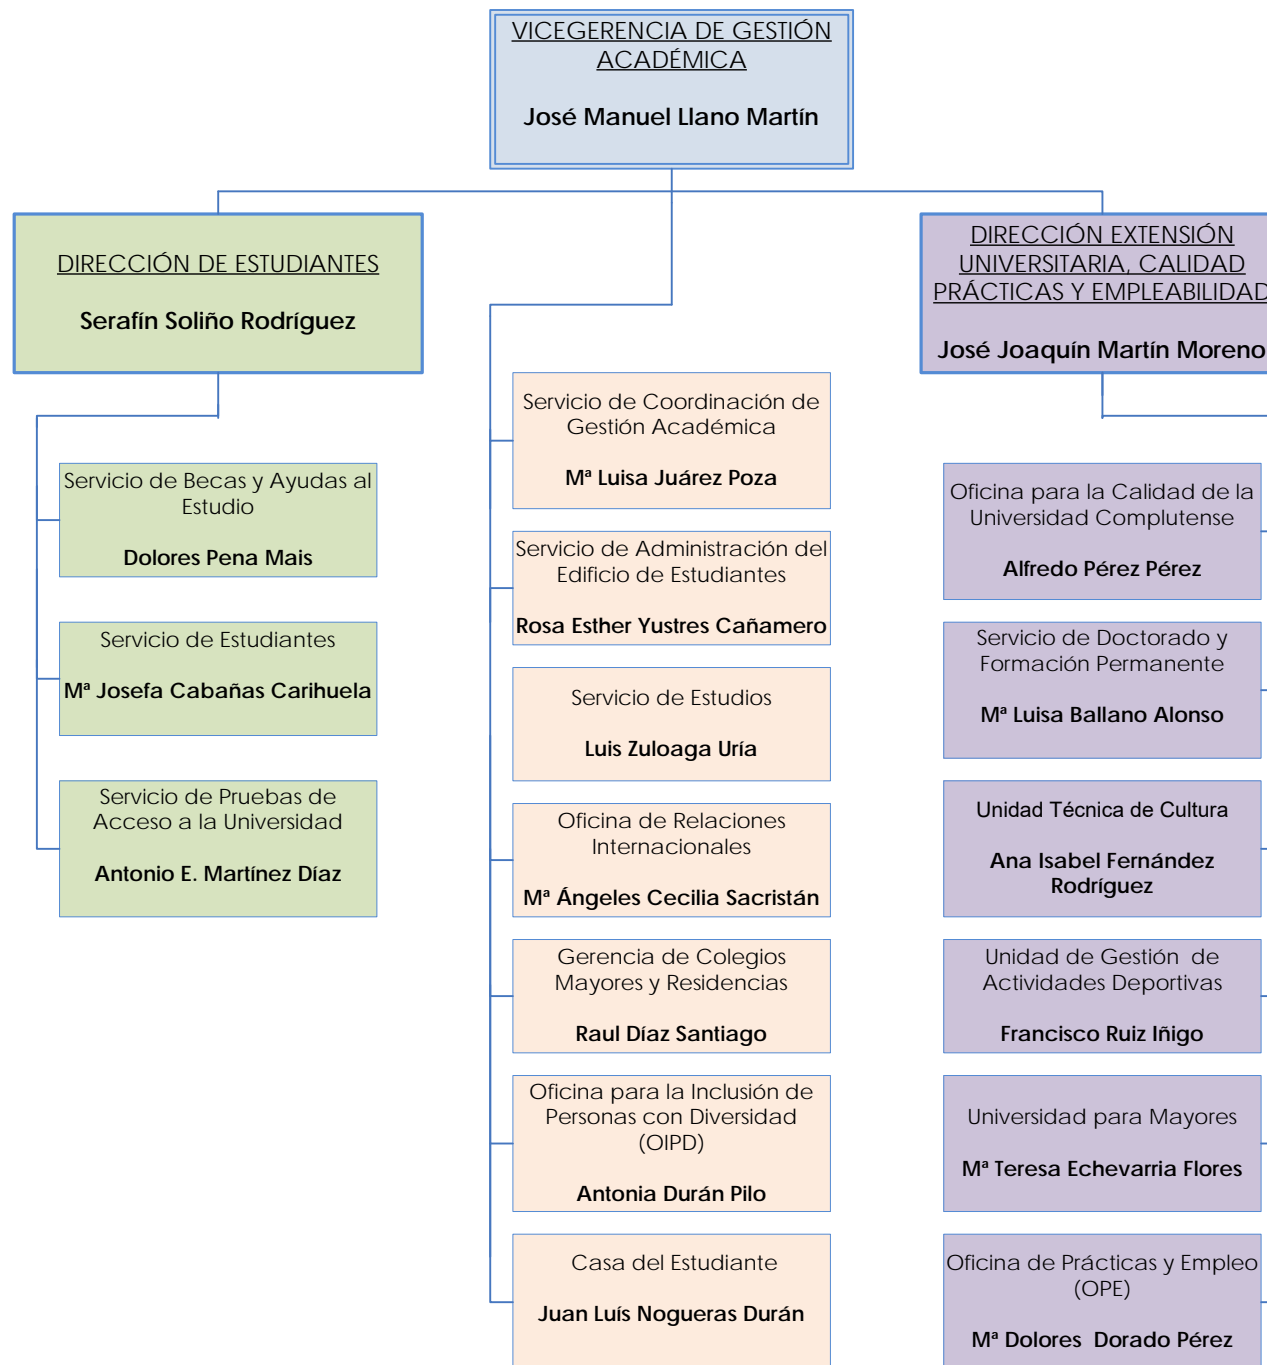 VICEGERENCIA DE GESTIÓN
ACADÉMICA
José Manuel Llano Martín
DIRECCIÓN DE ESTUDIANTES
Serafín Soliño Rodríguez
Servicio de Becas y Ayudas al
Estudio
Dolores Pena Mais
Servicio de Estudiantes
Mª Josefa Cabañas Carihuela
Servicio de Pruebas de
Acceso a la Universidad
Antonio E. Martínez Díaz
Servicio de Coordinación de
Gestión Académica
Mª Luisa Juárez Poza
Servicio de Administración del
Edificio de Estudiantes
Rosa Esther Yustres Cañamero
Servicio de Estudios
Luis Zuloaga Uría
Oficina de Relaciones
Internacionales
Mª Ángeles Cecilia Sacristán
Gerencia de Colegios
Mayores y Residencias
Raul Díaz Santiago
Oficina para la Inclusión de
Personas con Diversidad
(OIPD)
Antonia Durán Pilo
Casa del Estudiante
Juan Luís Nogueras Durán
DIRECCIÓN EXTENSIÓN
UNIVERSITARIA, CALIDAD
PRÁCTICAS Y EMPLEABILIDAD
José Joaquín Martín Moreno
Oficina para la Calidad de la
Universidad Complutense
Alfredo Pérez Pérez
Servicio de Doctorado y
Formación Permanente
Mª Luisa Ballano Alonso
Unidad Técnica de Cultura
Ana Isabel Fernández
Rodríguez
Unidad de Gestión de
Actividades Deportivas
Francisco Ruiz Iñigo
Universidad para Mayores
Mª Teresa Echevarria Flores
Oficina de Prácticas y Empleo
(OPE)
Mª Dolores Dorado Pérez